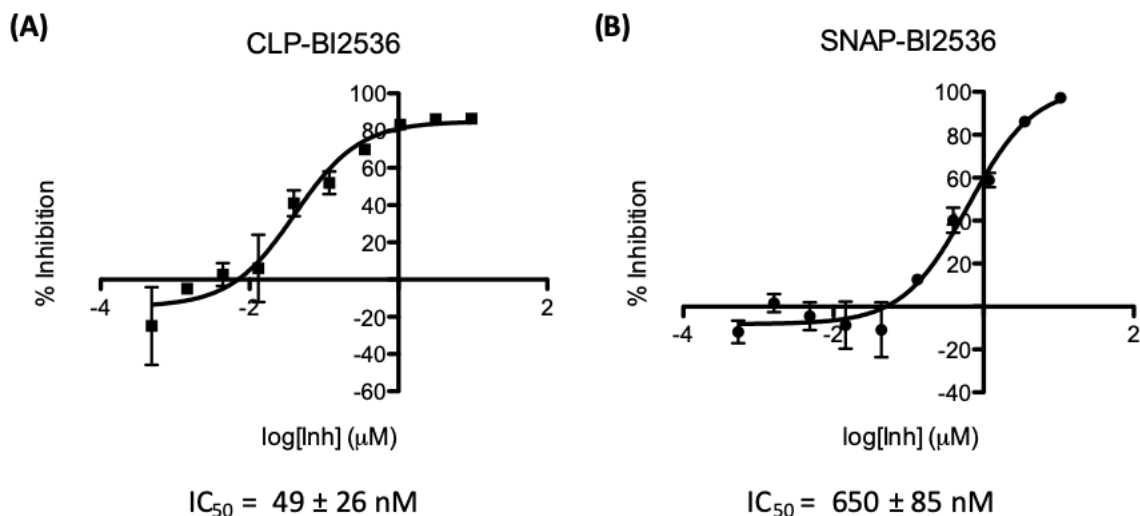 (A)
CLP-BI2536
100
80
60
40
20
-4
-2
2
-20
-40
-60
% Inhibition
log[Inh] (μM)
IC₅₀ = 49 ± 26 nM
(B)
SNAP-BI2536
100
80
60
40
20
-4
-2
2
-20
-40
% Inhibition
log[Inh] (μM)
IC₅₀ = 650 ± 85 nM